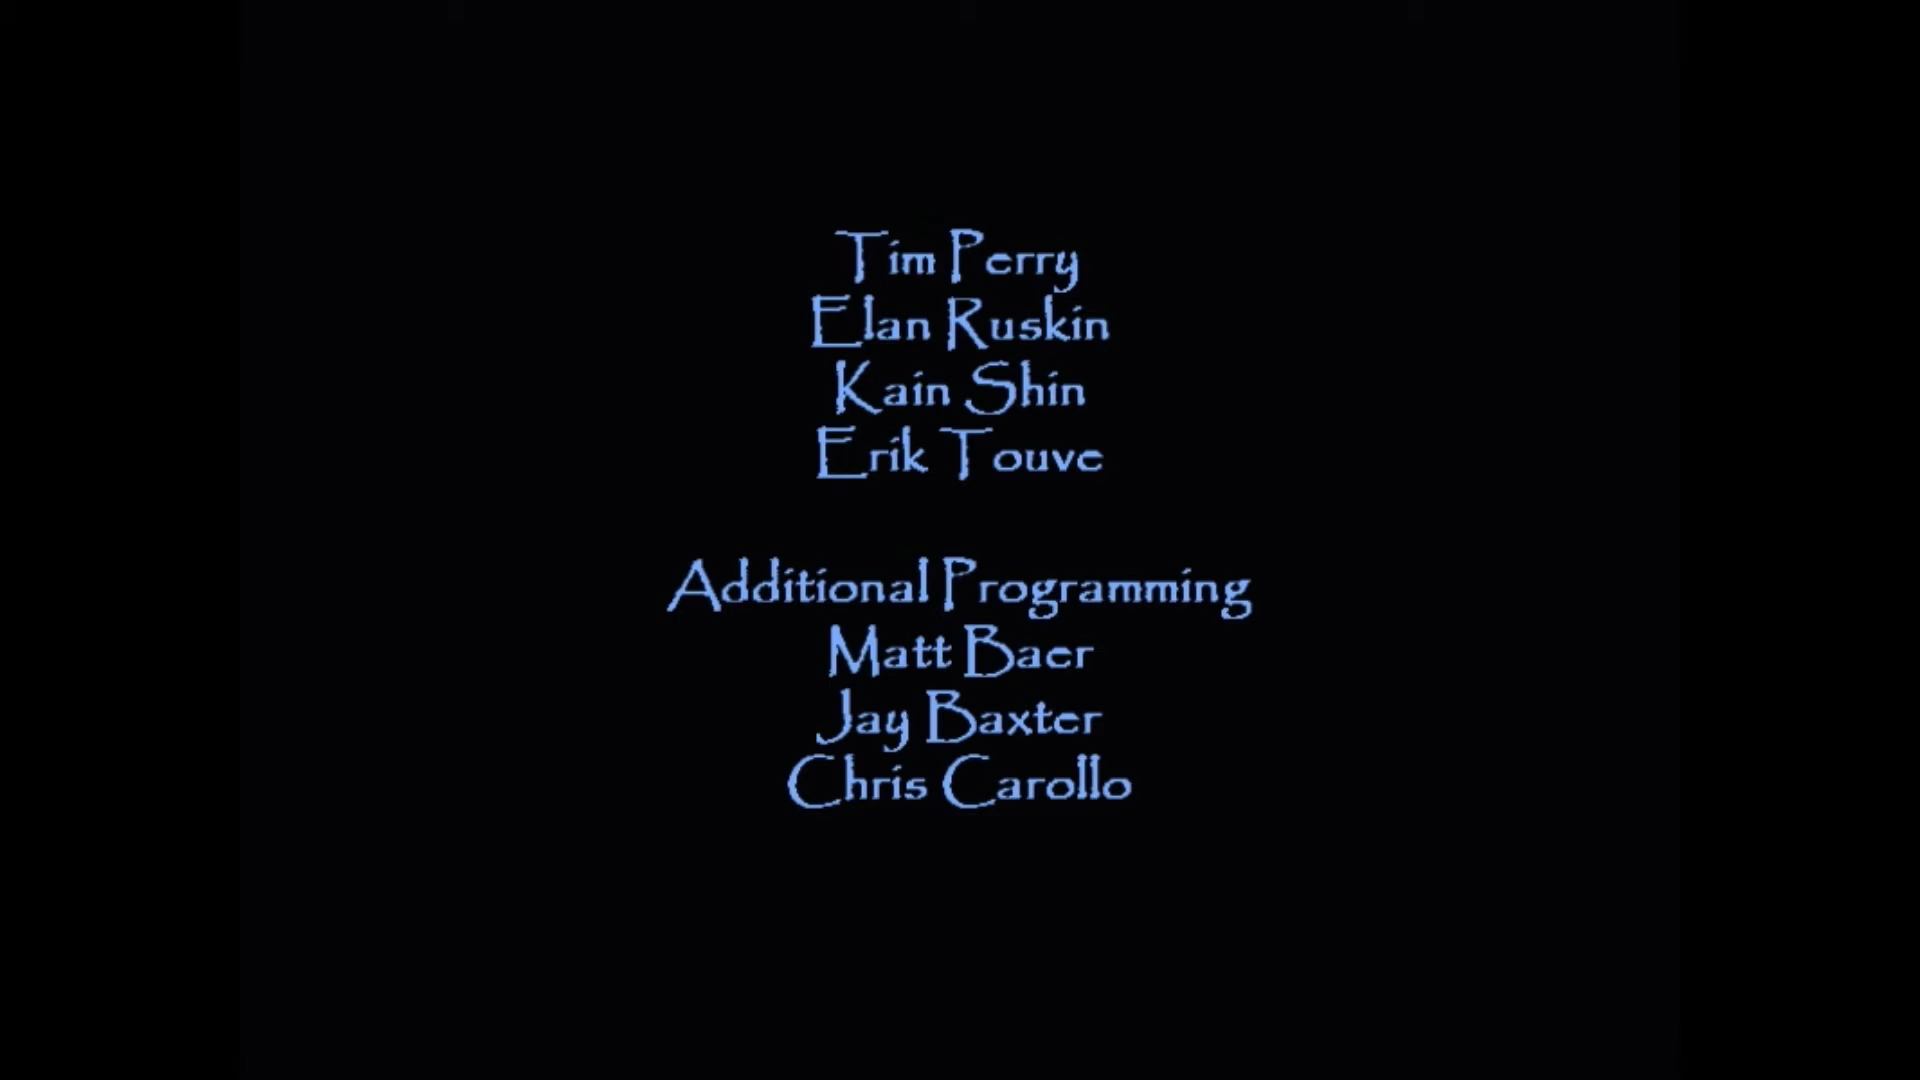 Tim Perry
Elan Ruskin
Kain Shin
Erik Touve
Additional Programming
Matt Baer
Jay Baxter
Chris Carollo